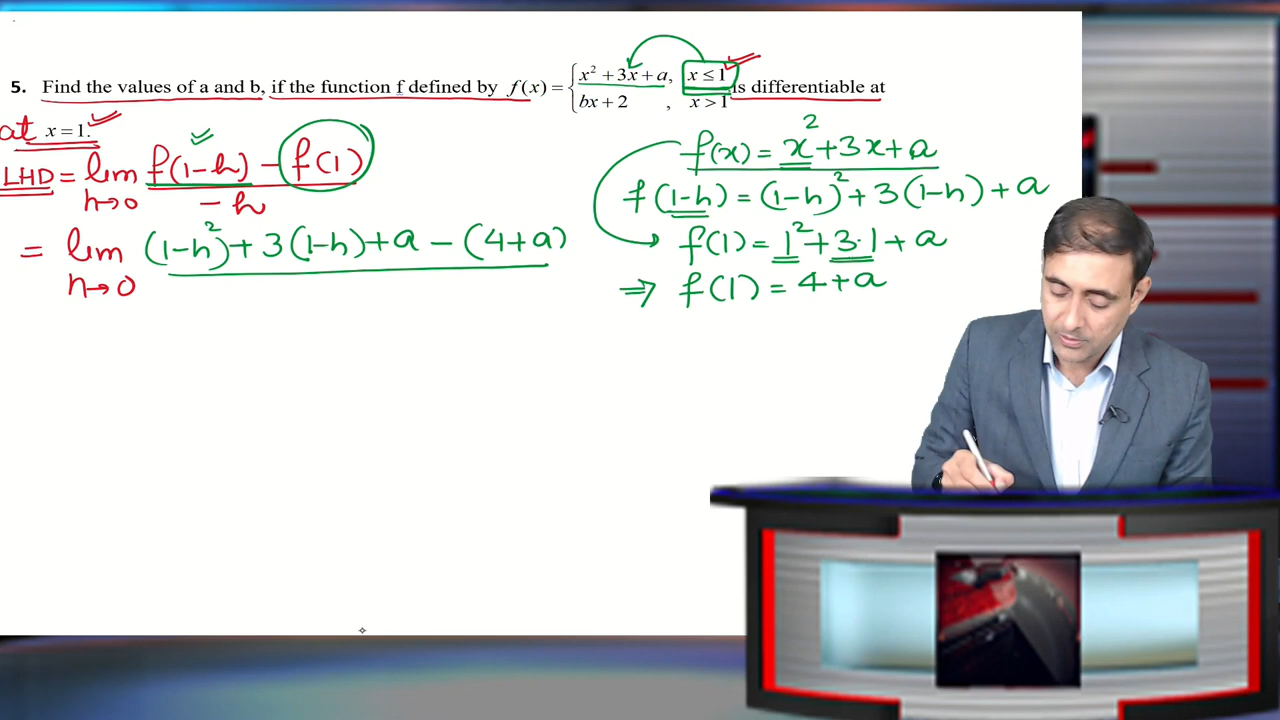 5. Find the values of a and b, if the function f defined by f(x) = { x² + 3x + a, x ≤ 1
bx + 2 , x > 1 is differentiable at
at x = 1.
LHD = lim h→0 f(1-h) - f(1) / -h
= lim h→0 (1-h)² + 3(1-h) + a - (4+a)
f(x) = x² + 3x + a
f(1-h) = (1-h)² + 3(1-h) + a
f(1) = 1² + 3·1 + a
⇒ f(1) = 4 + a